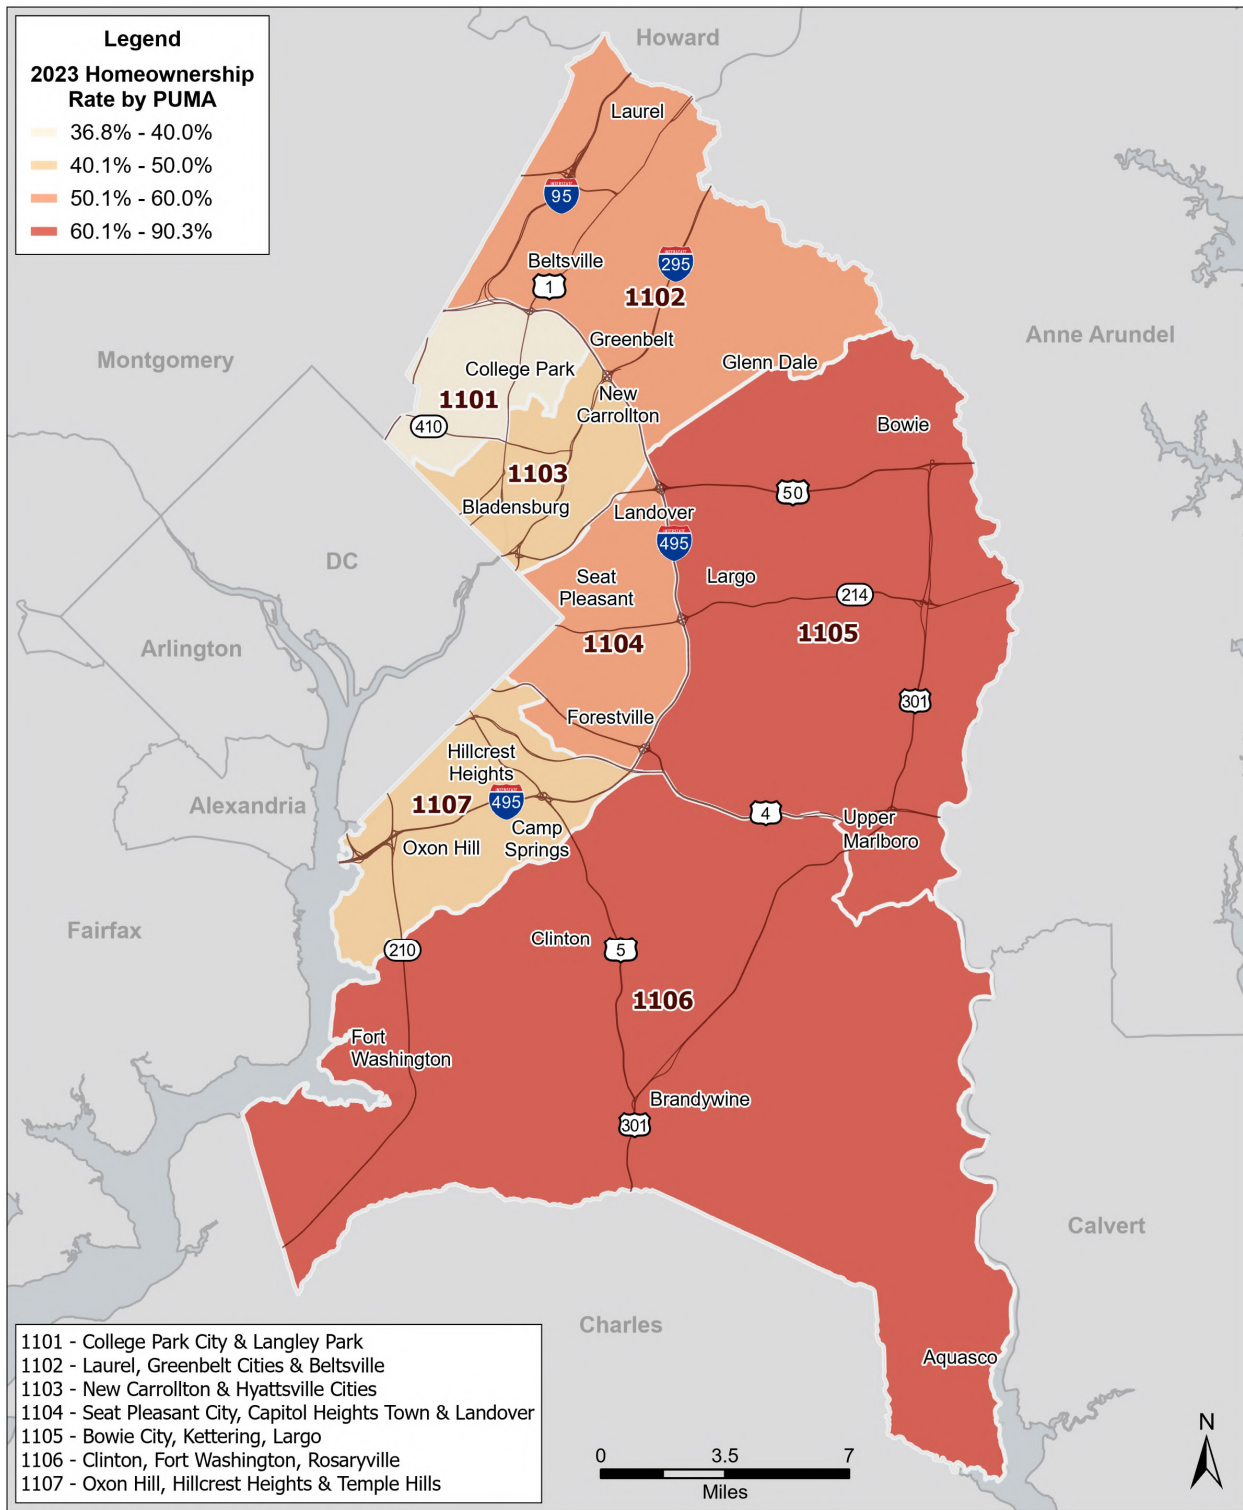 Legend
2023 Homeownership
Rate by PUMA
36.8% - 40.0%
40.1% - 50.0%
50.1% - 60.0%
60.1% - 90.3%
Howard
Laurel
INTERSTATE
95
Beltsville
INTERSTATE
295
1
1102
Greenbelt
Anne Arundel
Montgomery
College Park
Glenn Dale
1101
New
Carrollton
410
Bowie
1103
50
Bladensburg
Landover
INTERSTATE
495
DC
Seat
Pleasant
Largo
214
Arlington
1104
1105
301
Forestville
Hillcrest
Heights
Alexandria
1107
INTERSTATE
495
4
Upper
Marlboro
Camp
Springs
Oxon Hill
Fairfax
Clinton
210
5
1106
Fort
Washington
Brandywine
301
Calvert
Charles
Aquasco
1101 - College Park City & Langley Park
1102 - Laurel, Greenbelt Cities & Beltsville
1103 - New Carrollton & Hyattsville Cities
1104 - Seat Pleasant City, Capitol Heights Town & Landover
1105 - Bowie City, Kettering, Largo
1106 - Clinton, Fort Washington, Rosaryville
1107 - Oxon Hill, Hillcrest Heights & Temple Hills
0 3.5 7
Miles
N